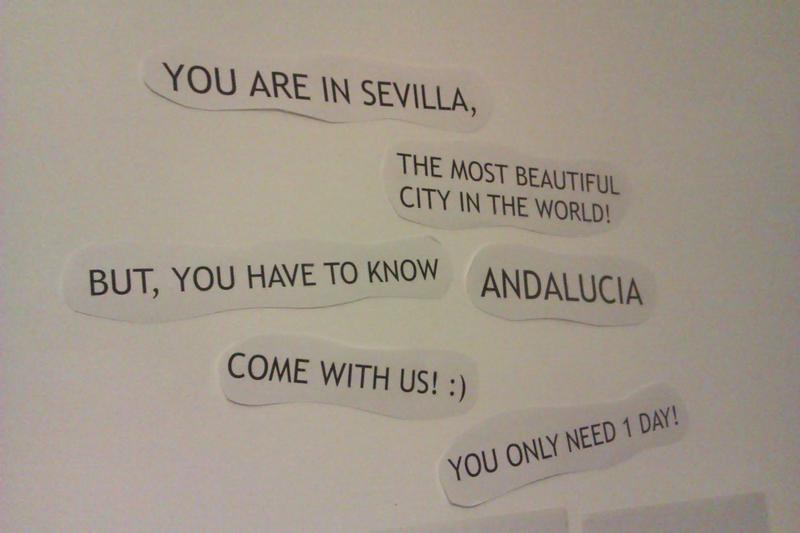 YOU ARE IN SEVILLA,
THE MOST BEAUTIFUL
CITY IN THE WORLD!
BUT, YOU HAVE TO KNOW ANDALUCIA
COME WITH US! :)
YOU ONLY NEED 1 DAY!